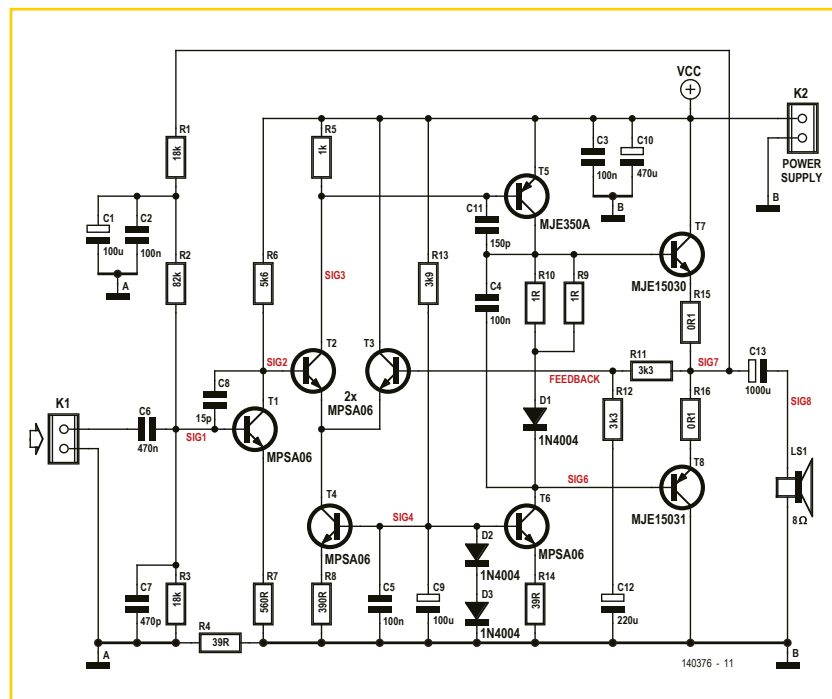 VCC
K2
R1
18k
R5
1k
C3
100n
C10
470u
POWER
SUPPLY
T5
B
B
C1
100u
C2
100n
C11
MJE350A
T7
150p
R2
82k
R6
5k6
SIG3
R13
3k9
C4
100n
R10
1R
R9
1R
MJE15030
R15
0R1
A
T2
T3
C13
SIG2
R11
3k3
SIG7
FEEDBACK
1000u
C8
15p
2x
MPSA06
R12
3k3
R16
0R1
SIG8
K1
C6
470n
T1
D1
1N4004
SIG1
MPSA06
LS1
T8
SIG6
8Ω
T4
SIG4
T6
MJE15031
MPSA06
D2
MPSA06
1N4004
C7
470p
R3
18k
R7
560R
R8
390R
C5
100n
C9
100u
D3
1N4004
R14
39R
C12
220u
R4
39R
A
140376 - 11
B